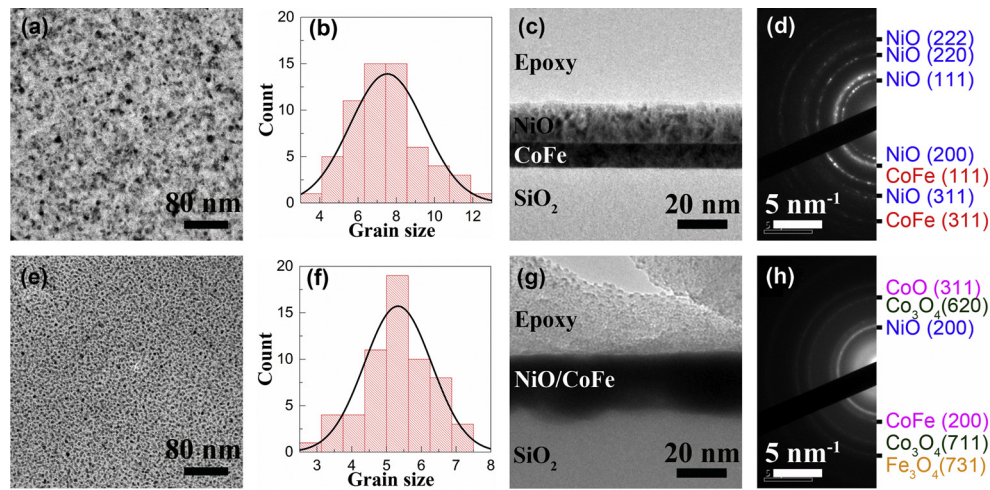 (a)
80 nm
(b)
Count
20
15
10
5
0
4 6 8 10 12
Grain size
(c)
Epoxy
NiO
CoFe
SiO₂
20 nm
(d)
5 nm⁻¹
NiO (222)
NiO (220)
NiO (111)
NiO (200)
CoFe (111)
NiO (311)
CoFe (311)
(e)
80 nm
(f)
Count
20
15
10
5
0
3 4 5 6 7 8
Grain size
(g)
Epoxy
NiO/CoFe
SiO₂
20 nm
(h)
5 nm⁻¹
CoO (311)
Co₃O₄(620)
NiO (200)
CoFe (200)
Co₃O₄(711)
Fe₃O₄(731)